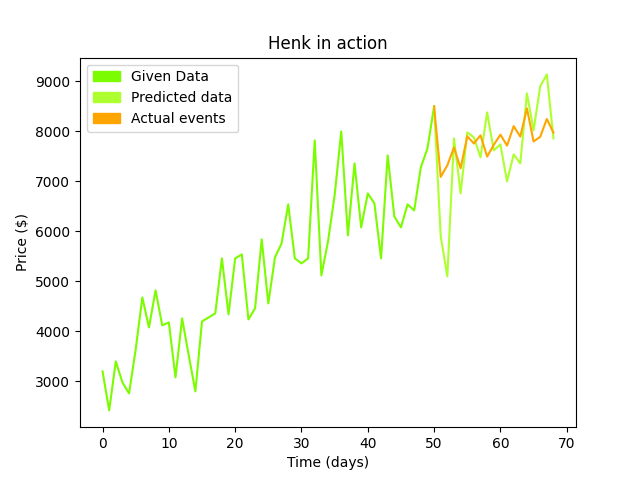 Henk in action
Given Data
Predicted data
Actual events
Price ($)
9000
8000
7000
6000
5000
4000
3000
0 10 20 30 40 50 60 70
Time (days)